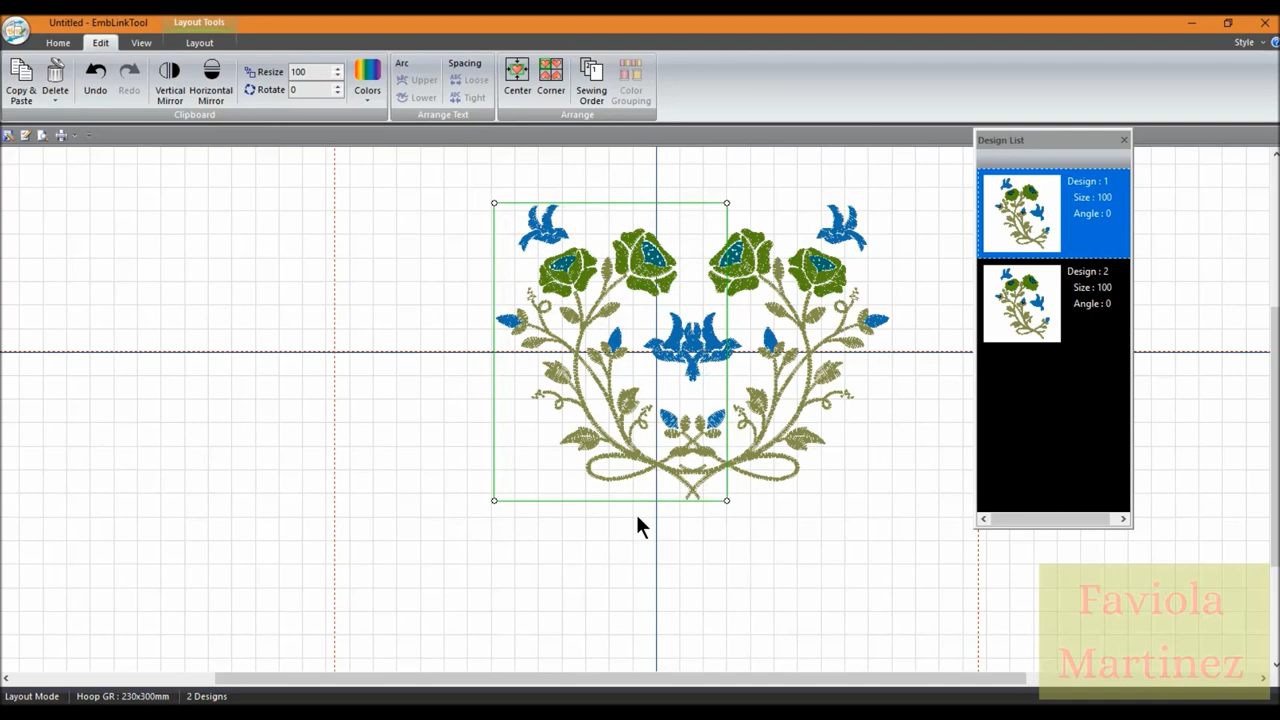 Untitled - EmbLinkTool
Layout Tools
Home
Edit
View
Layout
Style
Copy &
Paste
Delete
Undo
Redo
Vertical
Mirror
Horizontal
Mirror
Resize 100
Rotate 0
Colors
Clipboard
Arc
Upper
Lower
Spacing
Loose
Tight
Arrange Text
Center
Corner
Sewing
Order
Color
Grouping
Arrange
Design List
Design : 1
Size : 100
Angle : 0
Design : 2
Size : 100
Angle : 0
Faviola
Martinez
Layout Mode
Hoop GR : 230x300mm
2 Designs